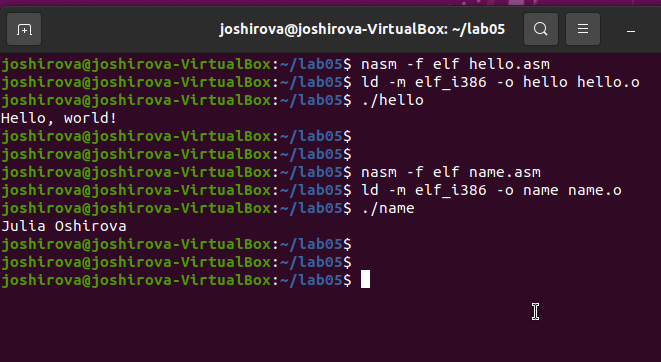 joshirova@joshirova-VirtualBox: ~/lab05
joshirova@joshirova-VirtualBox:~/lab05$ nasm -f elf hello.asm
joshirova@joshirova-VirtualBox:~/lab05$ ld -m elf_i386 -o hello hello.o
joshirova@joshirova-VirtualBox:~/lab05$ ./hello
Hello, world!
joshirova@joshirova-VirtualBox:~/lab05$
joshirova@joshirova-VirtualBox:~/lab05$
joshirova@joshirova-VirtualBox:~/lab05$ nasm -f elf name.asm
joshirova@joshirova-VirtualBox:~/lab05$ ld -m elf_i386 -o name name.o
joshirova@joshirova-VirtualBox:~/lab05$ ./name
Julia Oshirova
joshirova@joshirova-VirtualBox:~/lab05$
joshirova@joshirova-VirtualBox:~/lab05$
joshirova@joshirova-VirtualBox:~/lab05$